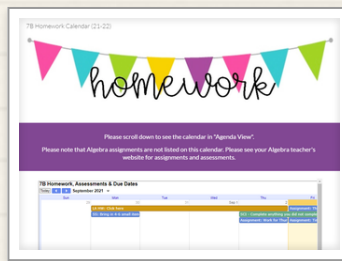 7B Homework Calendar (21-22)
homework
Please scroll down to see the calendar in "Agenda View".
Please note that Algebra assignments are not listed on this calendar. Please see your Algebra teacher's
website for assignments and assessments.
7B Homework, Assessments & Due Dates
Today September 2021
Sun Mon Tue Wed Thu Fri